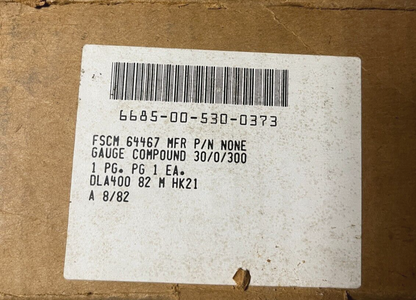 6685-00-530-0373
FSCM 64467 MFR P/N NONE
GAUGE COMPOUND 30/0/300
1 PG. PG 1 EA.
DLA400 82 M HK21
A 8/82